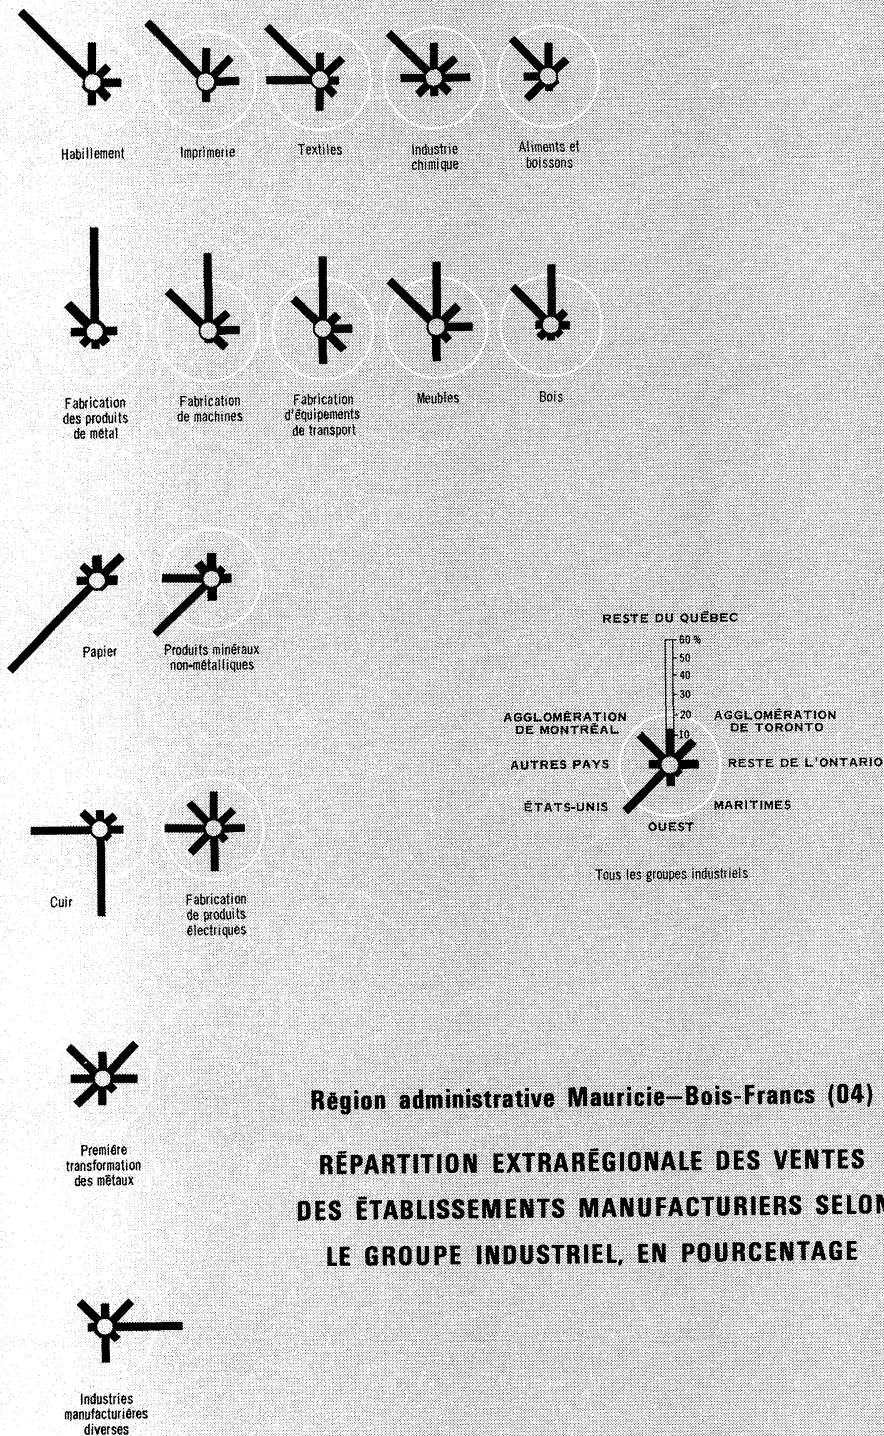 Habillement
Imprimerie
Textiles
Industrie
chimique
Aliments et
boissons
Fabrication
des produits
de métal
Fabrication
de machines
Fabrication
d'équipements
de transport
Meubles
Bois
Papier
Produits minéraux
non-métalliques
RESTE DU QUÉBEC
60 %
50
40
30
20
10
AGGLOMÉRATION
DE MONTRÉAL
AGGLOMÉRATION
DE TORONTO
AUTRES PAYS
RESTE DE L'ONTARIO
ÉTATS-UNIS
MARITIMES
OUEST
Tous les groupes industriels
Cuir
Fabrication
de produits
électriques
Première
transformation
des métaux
Région administrative Mauricie—Bois-Francs (04)
RÉPARTITION EXTRARÉGIONALE DES VENTES
DES ÉTABLISSEMENTS MANUFACTURIERS SELON
LE GROUPE INDUSTRIEL, EN POURCENTAGE
Industries
manufacturières
diverses